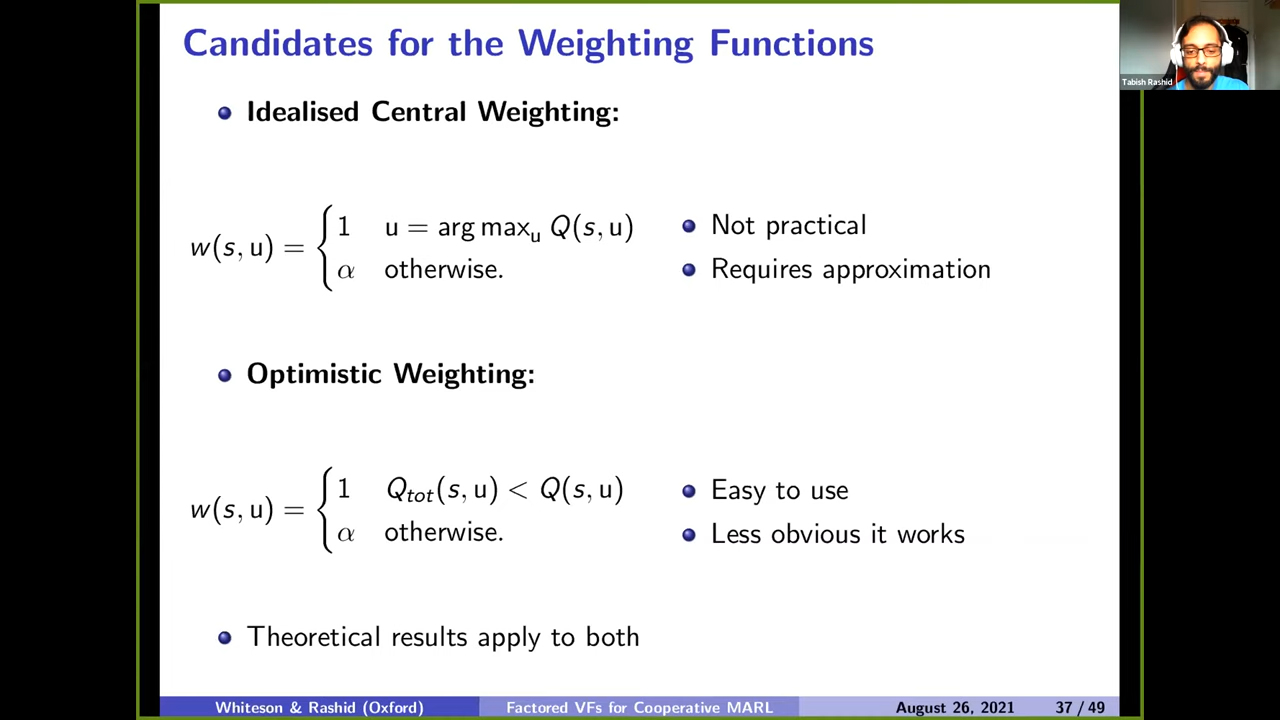 Candidates for the Weighting Functions
Tabish Rashid
Idealised Central Weighting:
w(s, u) = { 1 u = arg max_u Q(s, u)
α otherwise.
Not practical
Requires approximation
Optimistic Weighting:
w(s, u) = { 1 Q_tot(s, u) < Q(s, u)
α otherwise.
Easy to use
Less obvious it works
Theoretical results apply to both
Whiteson & Rashid (Oxford) Factored VFs for Cooperative MARL August 26, 2021 37 / 49